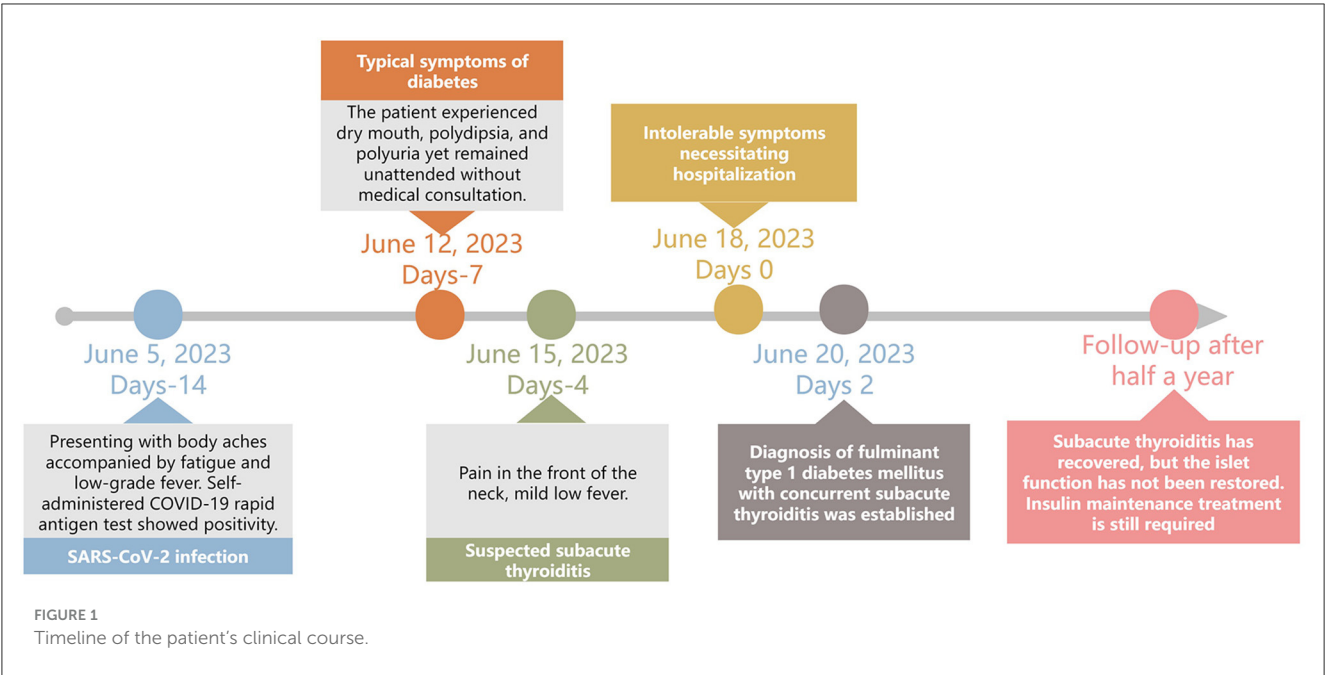 Typical symptoms of
diabetes
The patient experienced
dry mouth, polydipsia, and
polyuria yet remained
unattended without
medical consultation.
June 12, 2023
Days-7
Intolerable symptoms
necessitating
hospitalization
June 18, 2023
Days 0
June 5, 2023
Days-14
Presenting with body aches
accompanied by fatigue and
low-grade fever. Self-
administered COVID-19 rapid
antigen test showed positivity.
SARS-CoV-2 infection
June 15, 2023
Days-4
Pain in the front of the
neck, mild low fever.
Suspected subacute
thyroiditis
June 20, 2023
Days 2
Diagnosis of fulminant
type 1 diabetes mellitus
with concurrent subacute
thyroiditis was established
Follow-up after
half a year
Subacute thyroiditis has
recovered, but the islet
function has not been restored.
Insulin maintenance treatment
is still required
FIGURE 1
Timeline of the patient's clinical course.